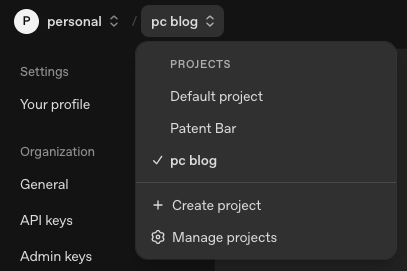 P personal / pc blog
PROJECTS
Settings
Default project
Your profile
Patent Bar
Organization
pc blog
General
Create project
API keys
Manage projects
Admin keys